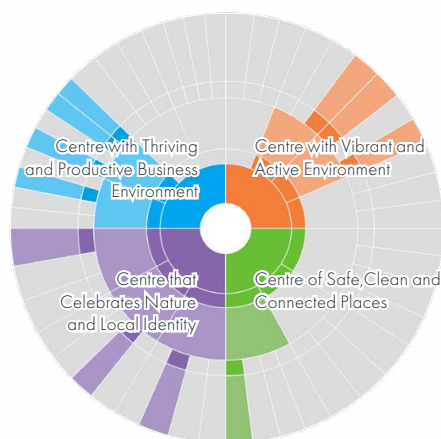 Centre with Thriving
and Productive Business
Environment
Centre with Vibrant and
Active Environment
Centre that
Celebrates Nature
and Local Identity
Centre of Safe,Clean and
Connected Places